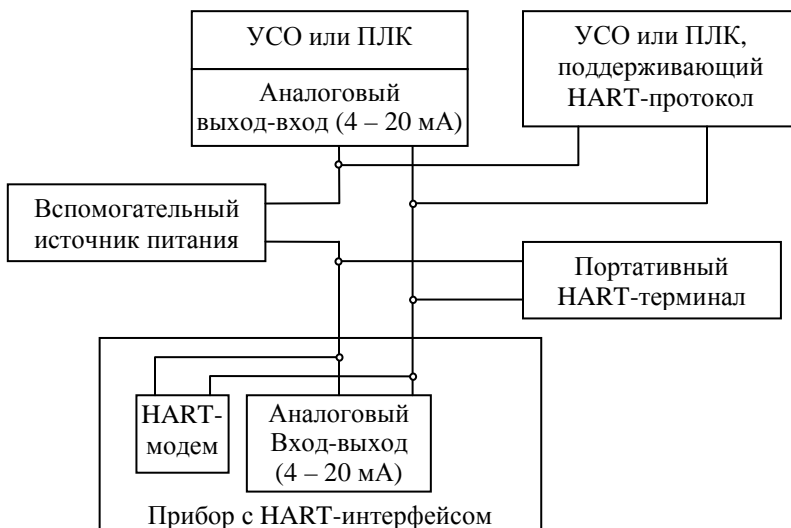 УСО или ПЛК
Аналоговый
выход-вход (4 – 20 мА)
УСО или ПЛК,
поддерживающий
HART-протокол
Вспомогательный
источник питания
Портативный
HART-терминал
HART-
модем
Аналоговый
Вход-выход
(4 – 20 мА)
Прибор с HART-интерфейсом